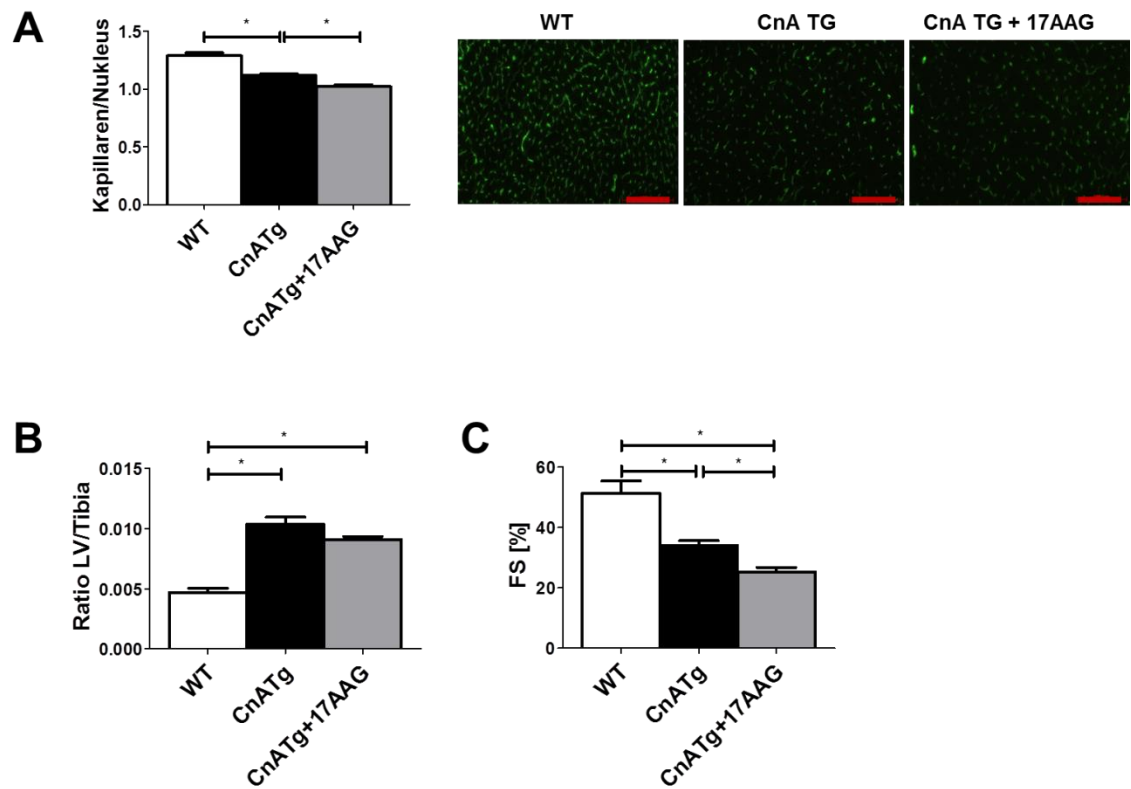 A
Kapillaren/Nukleus
1.5
1.0
0.5
0.0
*
*
WT
CnATg
CnATg+17AAG
WT
CnA TG
CnA TG + 17AAG
B
Ratio LV/Tibia
0.015
0.010
0.005
0.000
*
*
WT
CnATg
CnATg+17AAG
C
FS [%]
60
40
20
0
*
*
*
WT
CnATg
CnATg+17AAG